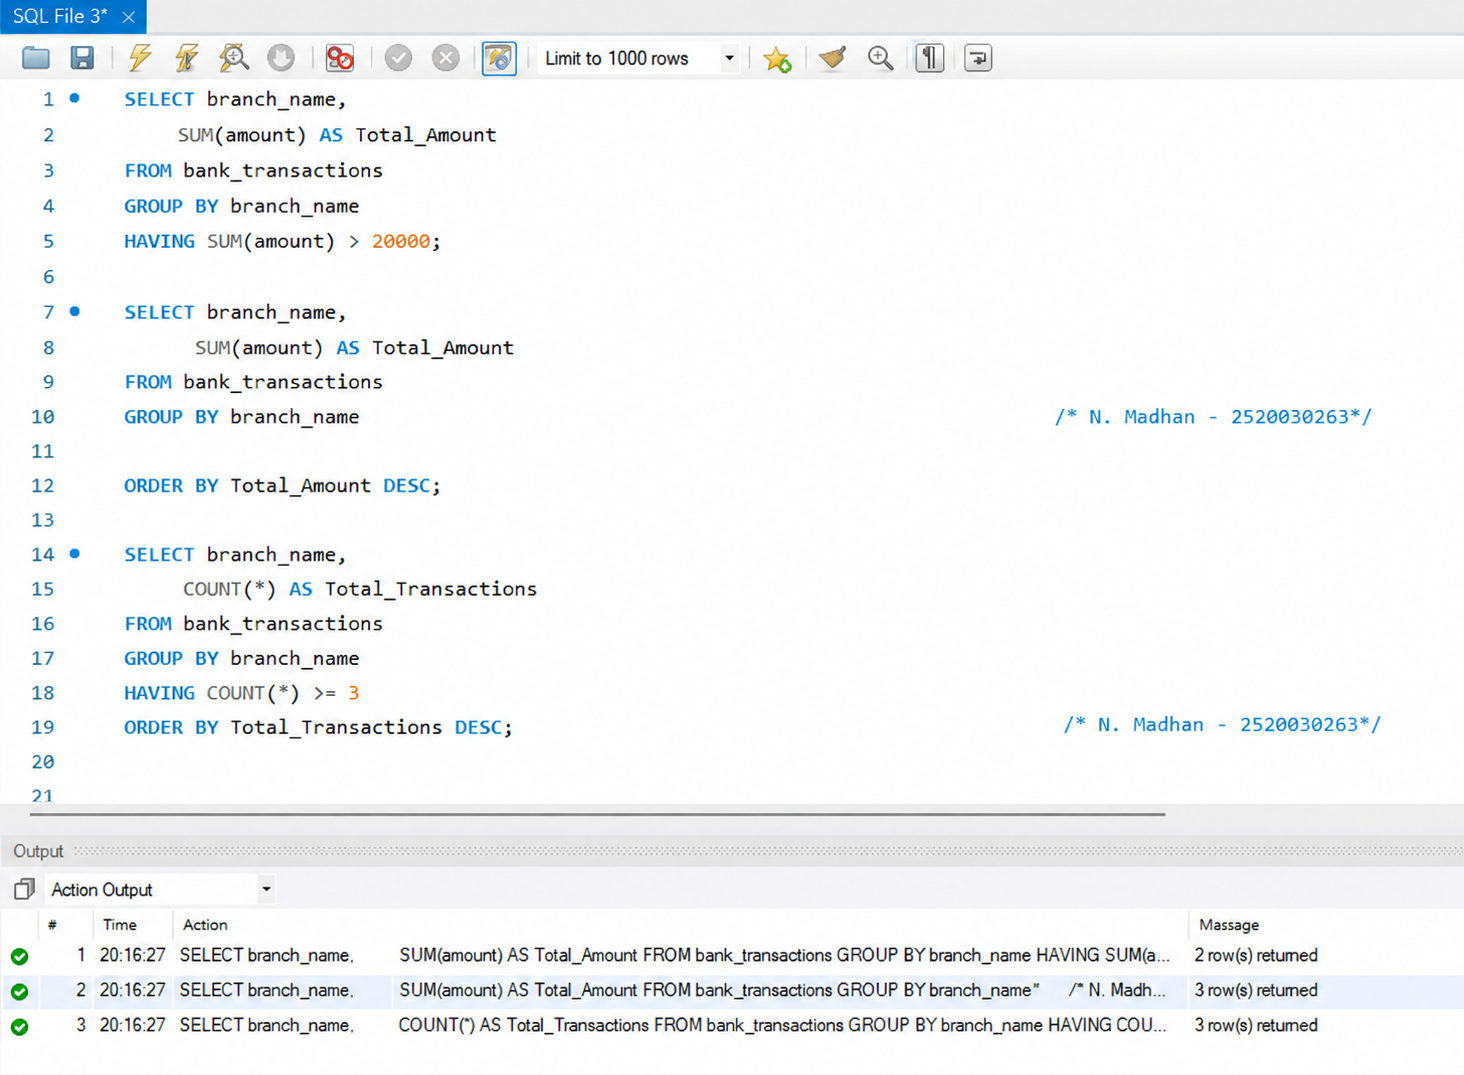 SQL File 3* ×
Limit to 1000 rows
1 SELECT branch_name,
2 SUM(amount) AS Total_Amount
3 FROM bank_transactions
4 GROUP BY branch_name
5 HAVING SUM(amount) > 20000;
6
7 SELECT branch_name,
8 SUM(amount) AS Total_Amount
9 FROM bank_transactions
10 GROUP BY branch_name /* N. Madhan - 2520030263*/
11
12 ORDER BY Total_Amount DESC;
13
14 SELECT branch_name,
15 COUNT(*) AS Total_Transactions
16 FROM bank_transactions
17 GROUP BY branch_name
18 HAVING COUNT(*) >= 3
19 ORDER BY Total_Transactions DESC; /* N. Madhan - 2520030263*/
20
21
Output
Action Output
# Time Action Massage
1 20:16:27 SELECT branch_name, SUM(amount) AS Total_Amount FROM bank_transactions GROUP BY branch_name HAVING SUM(a... 2 row(s) returned
2 20:16:27 SELECT branch_name, SUM(amount) AS Total_Amount FROM bank_transactions GROUP BY branch_name" /* N. Madh... 3 row(s) returned
3 20:16:27 SELECT branch_name, COUNT(*) AS Total_Transactions FROM bank_transactions GROUP BY branch_name HAVING COU... 3 row(s) returned